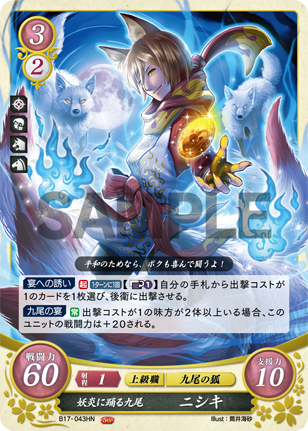 3
2
SAMPLE
平和のためなら、ボクも喜んで闘うよ！
宴への誘い 起 1ターンに1回 1 自分の手札から出撃コストが
1のカードを1枚選び、後衛に出撃させる。
九尾の宴 常 出撃コストが1の味方が2体以上いる場合、この
ユニットの戦闘力は＋20される。
戦闘力 60
射程 1 上級職 九尾の狐
支援力 10
妖炎に踊る九尾 ニシキ
B17-043HN Illust：筒井海砂